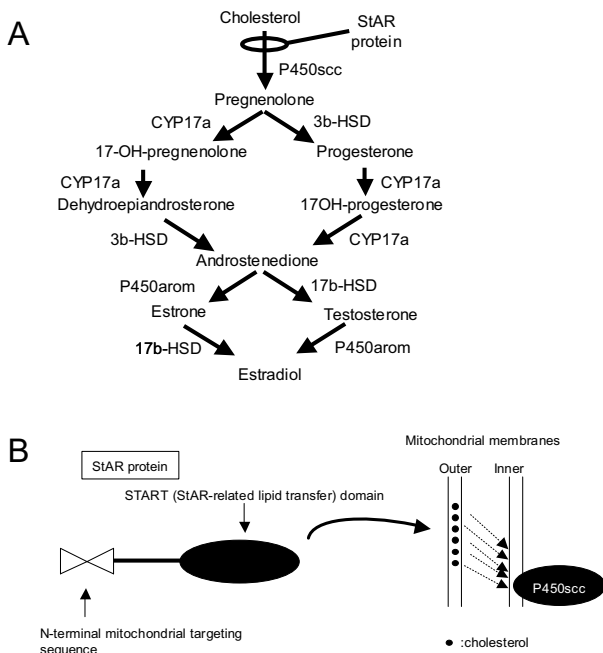 A
Cholesterol
StAR
protein
P450scc
Pregnenolone
CYP17a
3b-HSD
17-OH-pregnenolone
Progesterone
CYP17a
CYP17a
Dehydroepiandrosterone
17OH-progesterone
3b-HSD
CYP17a
Androstenedione
P450arom
17b-HSD
Estrone
Testosterone
17b-HSD
P450arom
Estradiol
B
Mitochondrial membranes
StAR protein
Outer
Inner
START (StAR-related lipid transfer) domain
P450scc
N-terminal mitochondrial targeting
sequence
:cholesterol